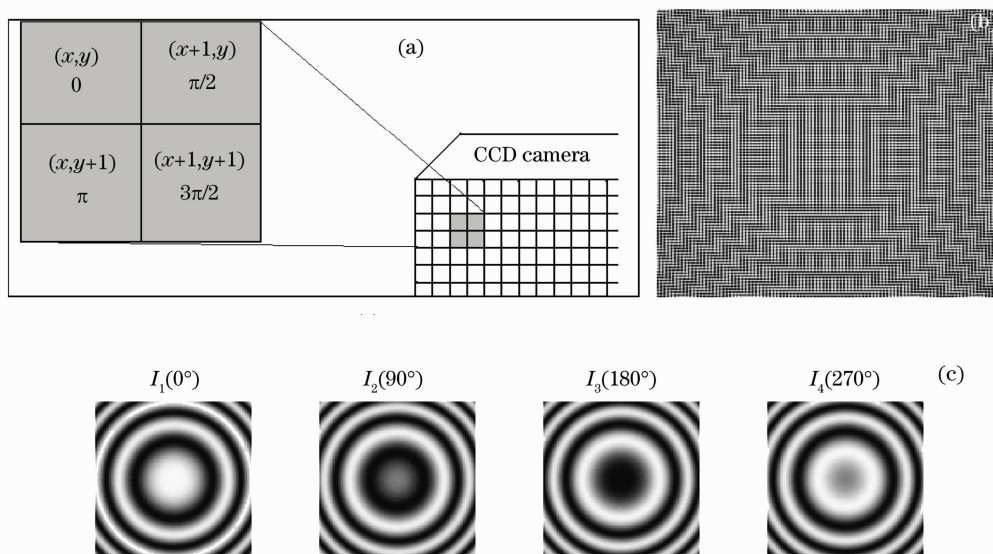 (a)
(x,y)
0
(x+1,y)
π/2
(x,y+1)
π
(x+1,y+1)
3π/2
CCD camera
(b
I1(0°)
I2(90°)
I3(180°)
I4(270°)
(c)